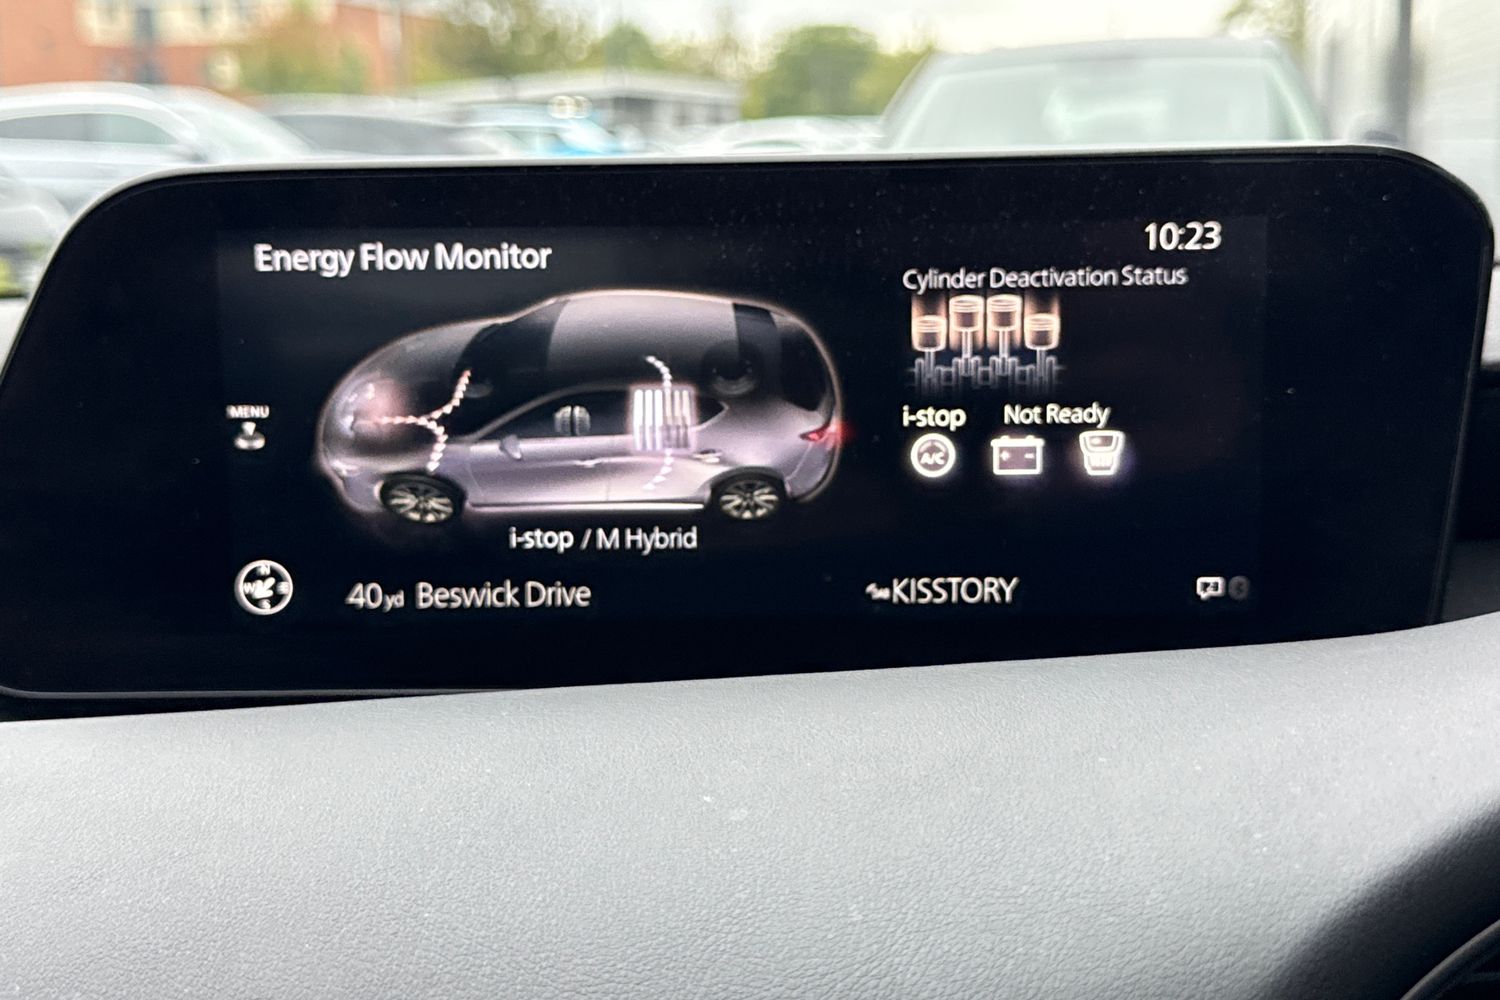 10:23
Energy Flow Monitor
Cylinder Deactivation Status
MENU
i-stop Not Ready
A/C
i-stop / M Hybrid
40yd Beswick Drive
KISSTORY